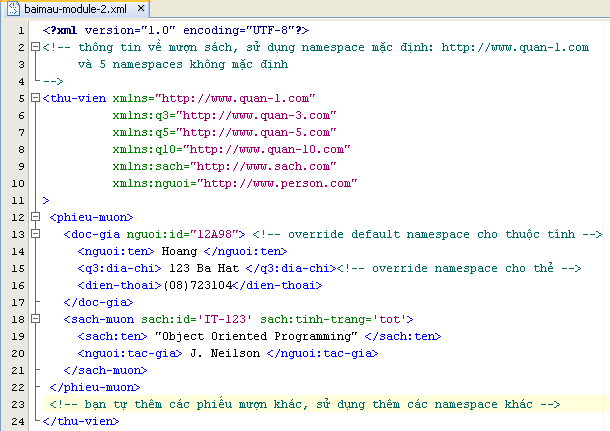 baimau-module-2.xml
1 <?xml version="1.0" encoding="UTF-8"?>
2 <!-- thông tin về mượn sách, sử dụng namespace mặc định: http://www.quan-1.com
3 và 5 namespaces không mặc định
4 -->
5 <thu-vien xmlns="http://www.quan-1.com"
6 xmlns:q3="http://www.quan-3.com"
7 xmlns:q5="http://www.quan-5.com"
8 xmlns:q10="http://www.quan-10.com"
9 xmlns:sach="http://www.sach.com"
10 xmlns:nguoi="http://www.person.com"
11 >
12 <phieu-muon>
13 <doc-gia nguoi:id="12A98"> <!-- override default namespace cho thuộc tính -->
14 <nguoi:ten> Hoang </nguoi:ten>
15 <q3:dia-chi> 123 Ba Hat </q3:dia-chi><!-- override namespace cho thẻ -->
16 <dien-thoai>(08)723104</dien-thoai>
17 </doc-gia>
18 <sach-muon sach:id='IT-123' sach:tinh-trang='tot'>
19 <sach:ten> "Object Oriented Programming" </sach:ten>
20 <nguoi:tac-gia> J. Neilson </nguoi:tac-gia>
21 </sach-muon>
22 </phieu-muon>
23 <!-- bạn tự thêm các phiếu mượn khác, sử dụng thêm các namespace khác -->
24 </thu-vien>